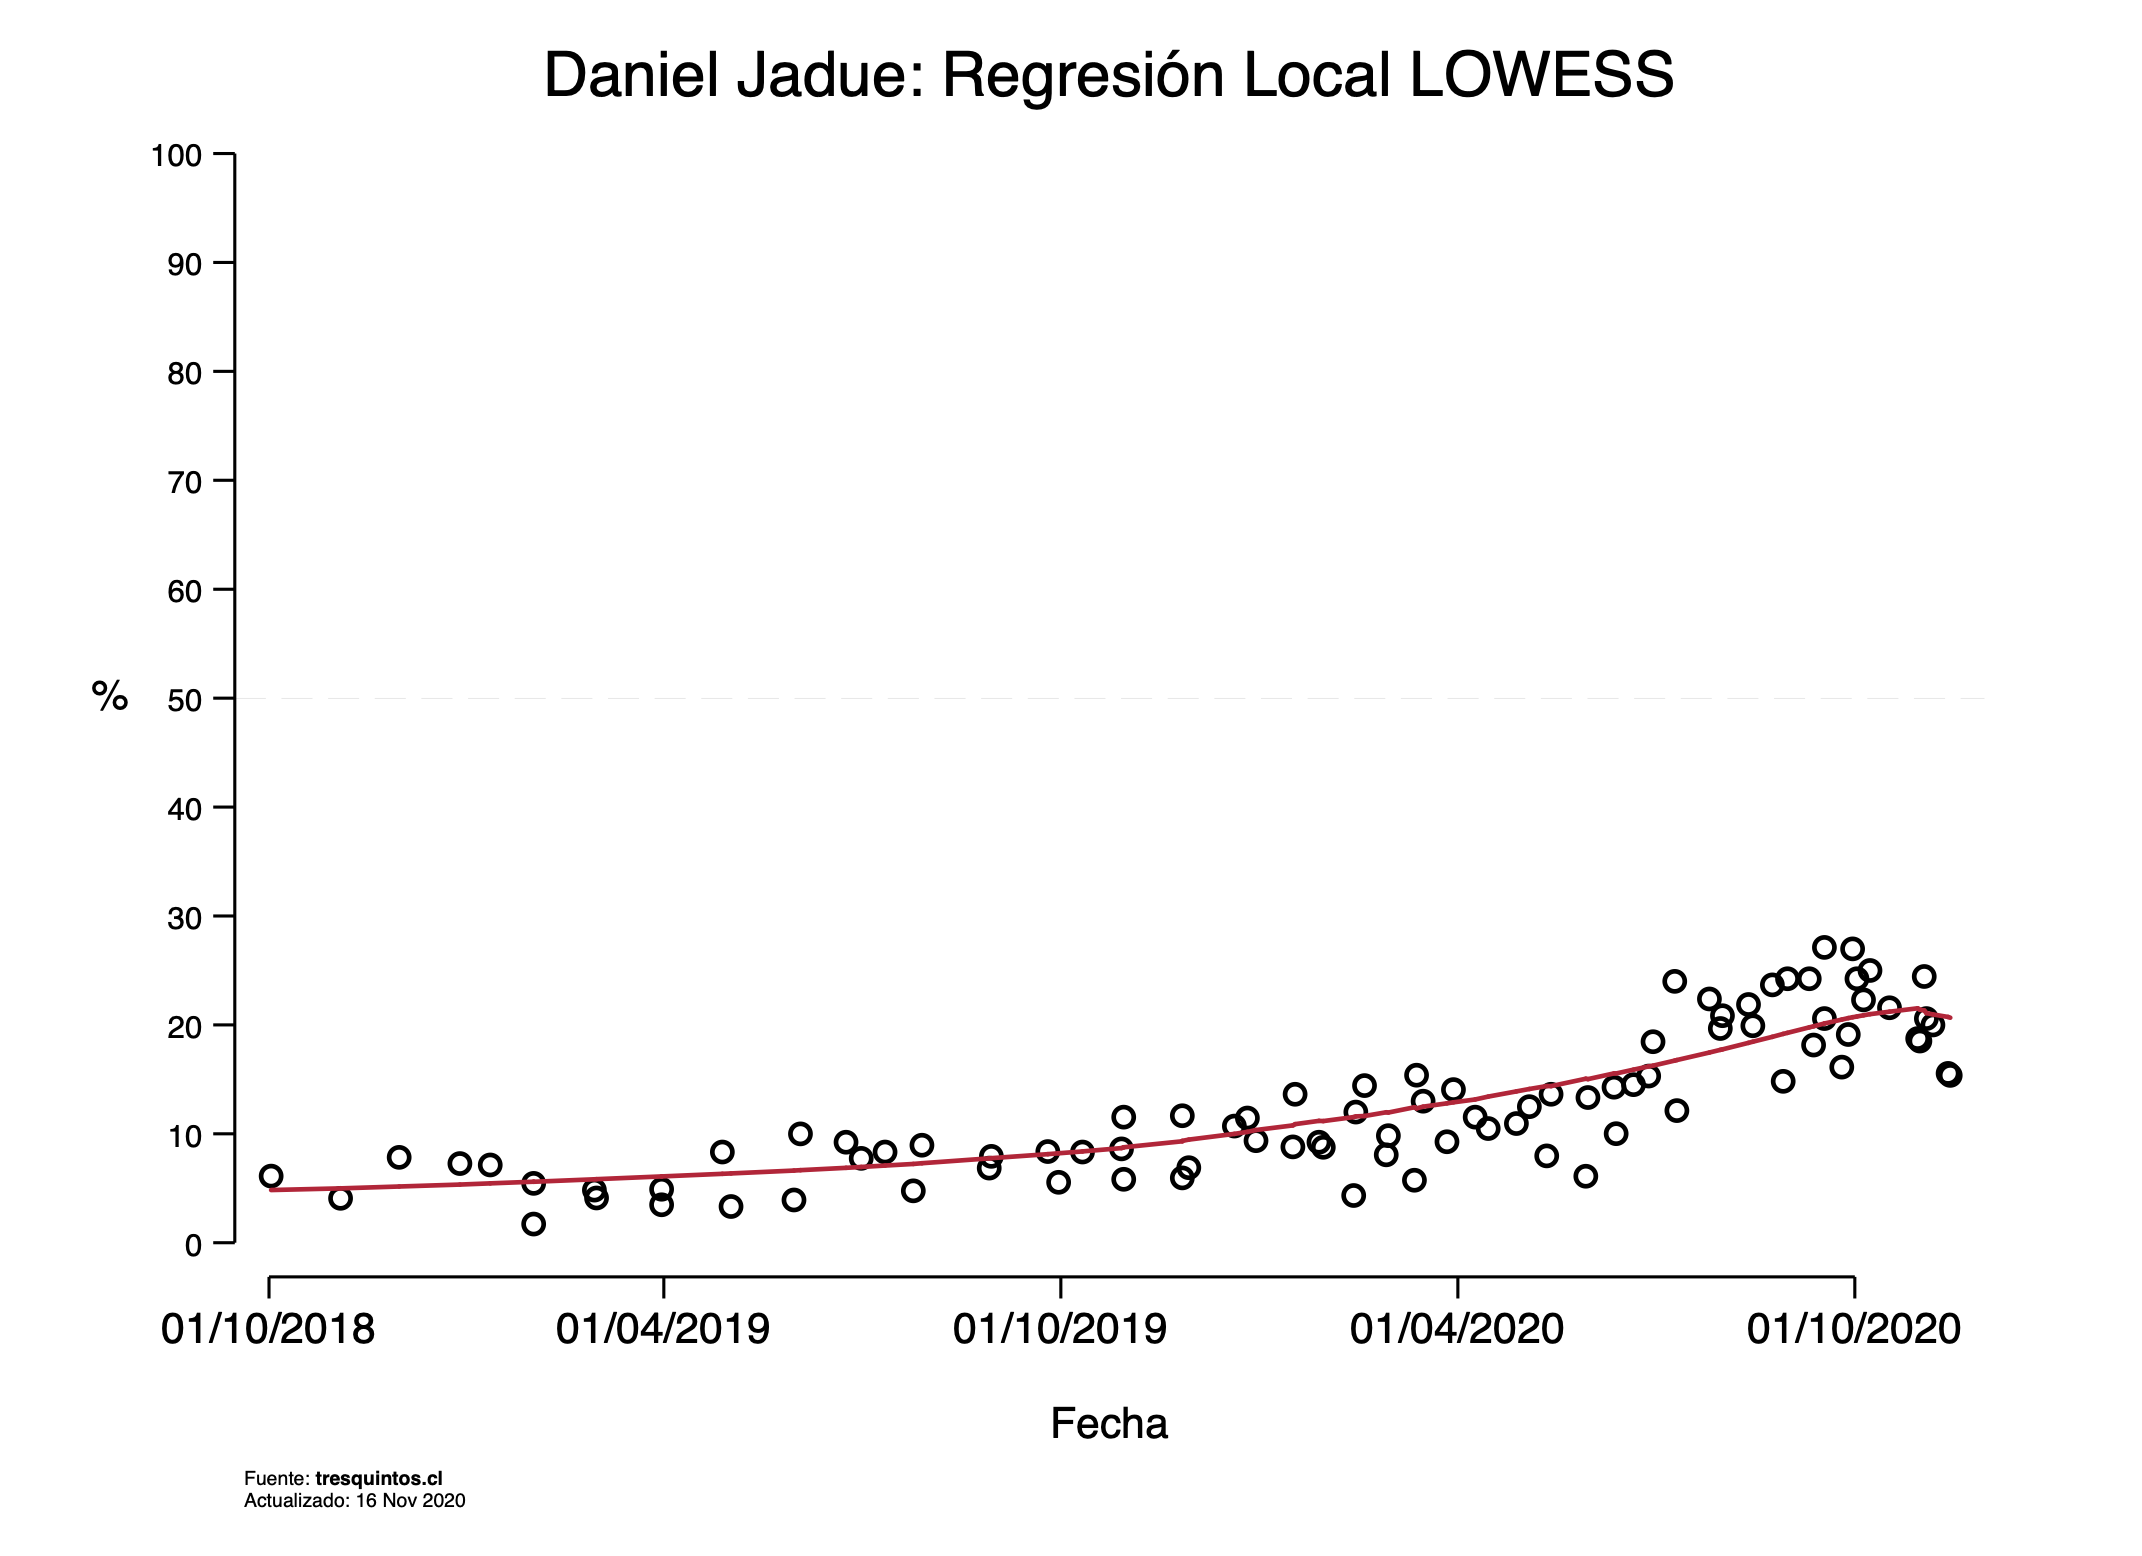 Daniel Jadue: Regresión Local LOWESS
100
90
80
70
60
50
40
30
20
10
0
%
01/10/2018 01/04/2019 01/10/2019 01/04/2020 01/10/2020
Fecha
Fuente: tresquintos.cl
Actualizado: 16 Nov 2020